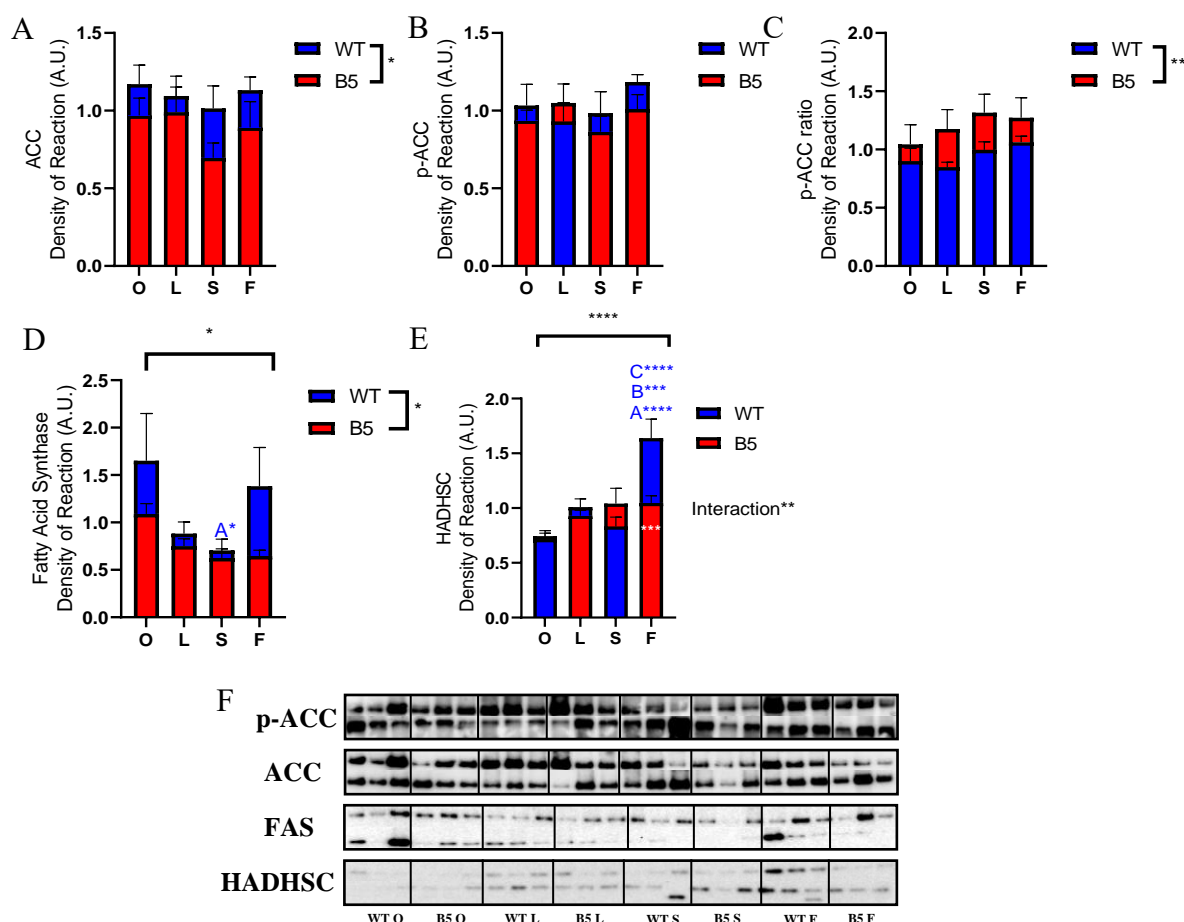 A
ACC
Density of Reaction (A.U.)
1.5
1.0
0.5
0.0
O L S F
WT
B5
*
B
p-ACC
Density of Reaction (A.U.)
1.5
1.0
0.5
0.0
O L S F
WT
B5
C
p-ACC ratio
Density of Reaction (A.U.)
2.0
1.5
1.0
0.5
0.0
O L S F
WT
B5
**
D
*
Fatty Acid Synthase
Density of Reaction (A.U.)
2.5
2.0
1.5
1.0
0.5
0.0
A*
O L S F
WT
B5
*
E
****
HADHSC
Density of Reaction (A.U.)
2.0
1.5
1.0
0.5
0.0
C****
B***
A****
***
O L S F
WT
B5
Interaction**
F
p-ACC
ACC
FAS
HADHSC
WT O B5 O WT L B5 L WT S B5 S WT F B5 F